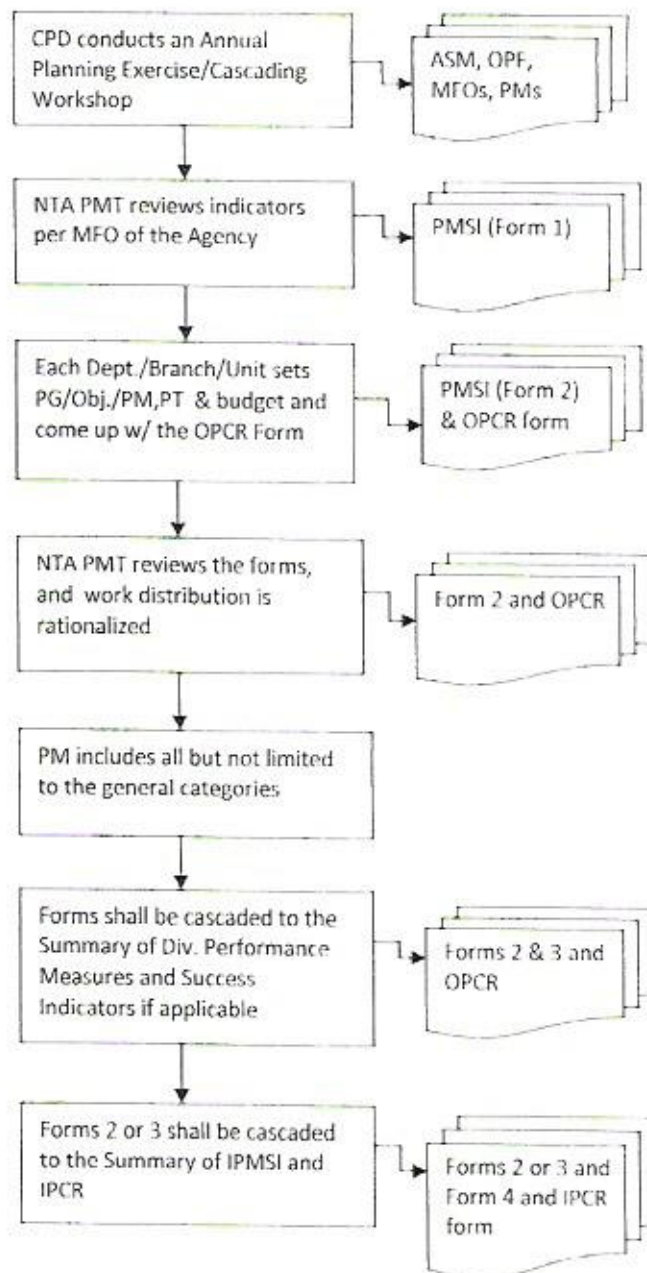 CPD conducts an Annual
Planning Exercise/Cascading
Workshop
ASM, OPF,
MFOs, PMs
NTA PMT reviews indicators
per MFO of the Agency
PMSI (Form 1)
Each Dept./Branch/Unit sets
PG/Obj./PM,PT & budget and
come up w/ the OPCR Form
PMSI (Form 2)
& OPCR form
NTA PMT reviews the forms,
and work distribution is
rationalized
Form 2 and OPCR
PM includes all but not limited
to the general categories
Forms shall be cascaded to the
Summary of Div. Performance
Measures and Success
Indicators if applicable
Forms 2 & 3 and
OPCR
Forms 2 or 3 shall be cascaded
to the Summary of IPMSI and
IPCR
Forms 2 or 3 and
Form 4 and IPCR
form